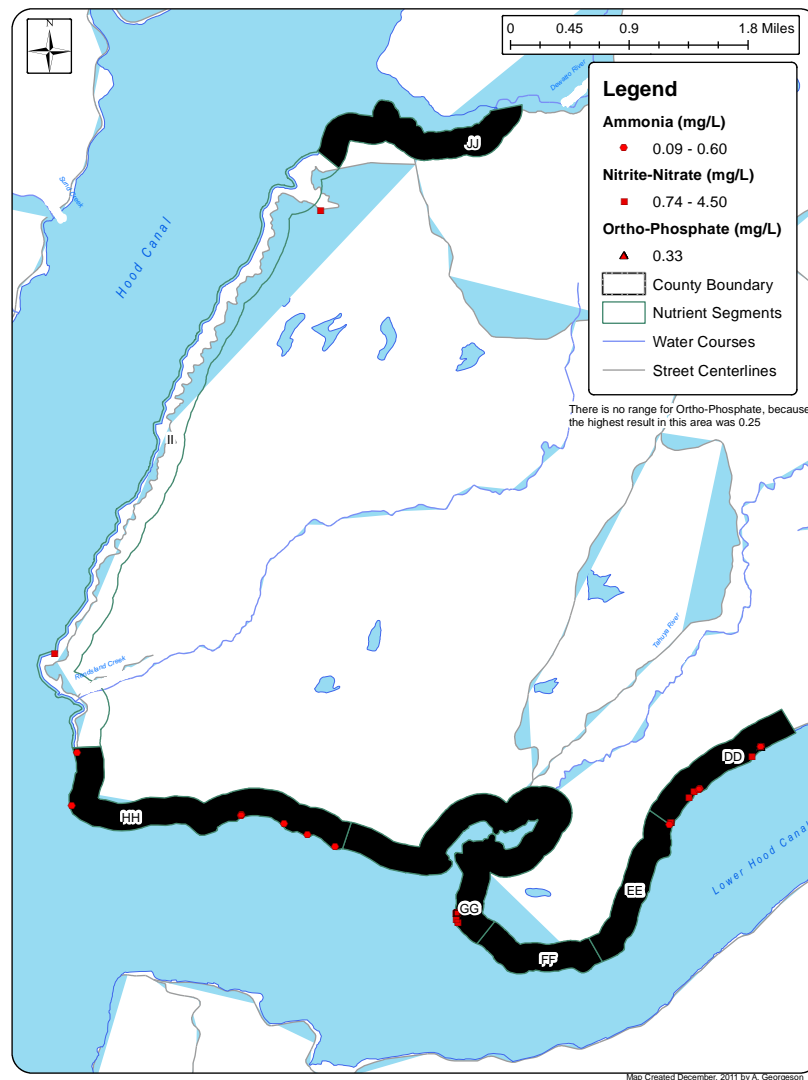 N
0 0.45 0.9 1.8 Miles
Legend
Ammonia (mg/L)
0.09 - 0.60
Nitrite-Nitrate (mg/L)
0.74 - 4.50
Ortho-Phosphate (mg/L)
0.33
County Boundary
Nutrient Segments
Water Courses
Street Centerlines
There is no range for Ortho-Phosphate, because
the highest result in this area was 0.25
Dewatto River
JJ
Hood Canal
II
Rendsland Creek
Tahuya River
DD
HH
EE
Lower Hood Canal
GG
FF
Map Created December, 2011 by A. Georgeson